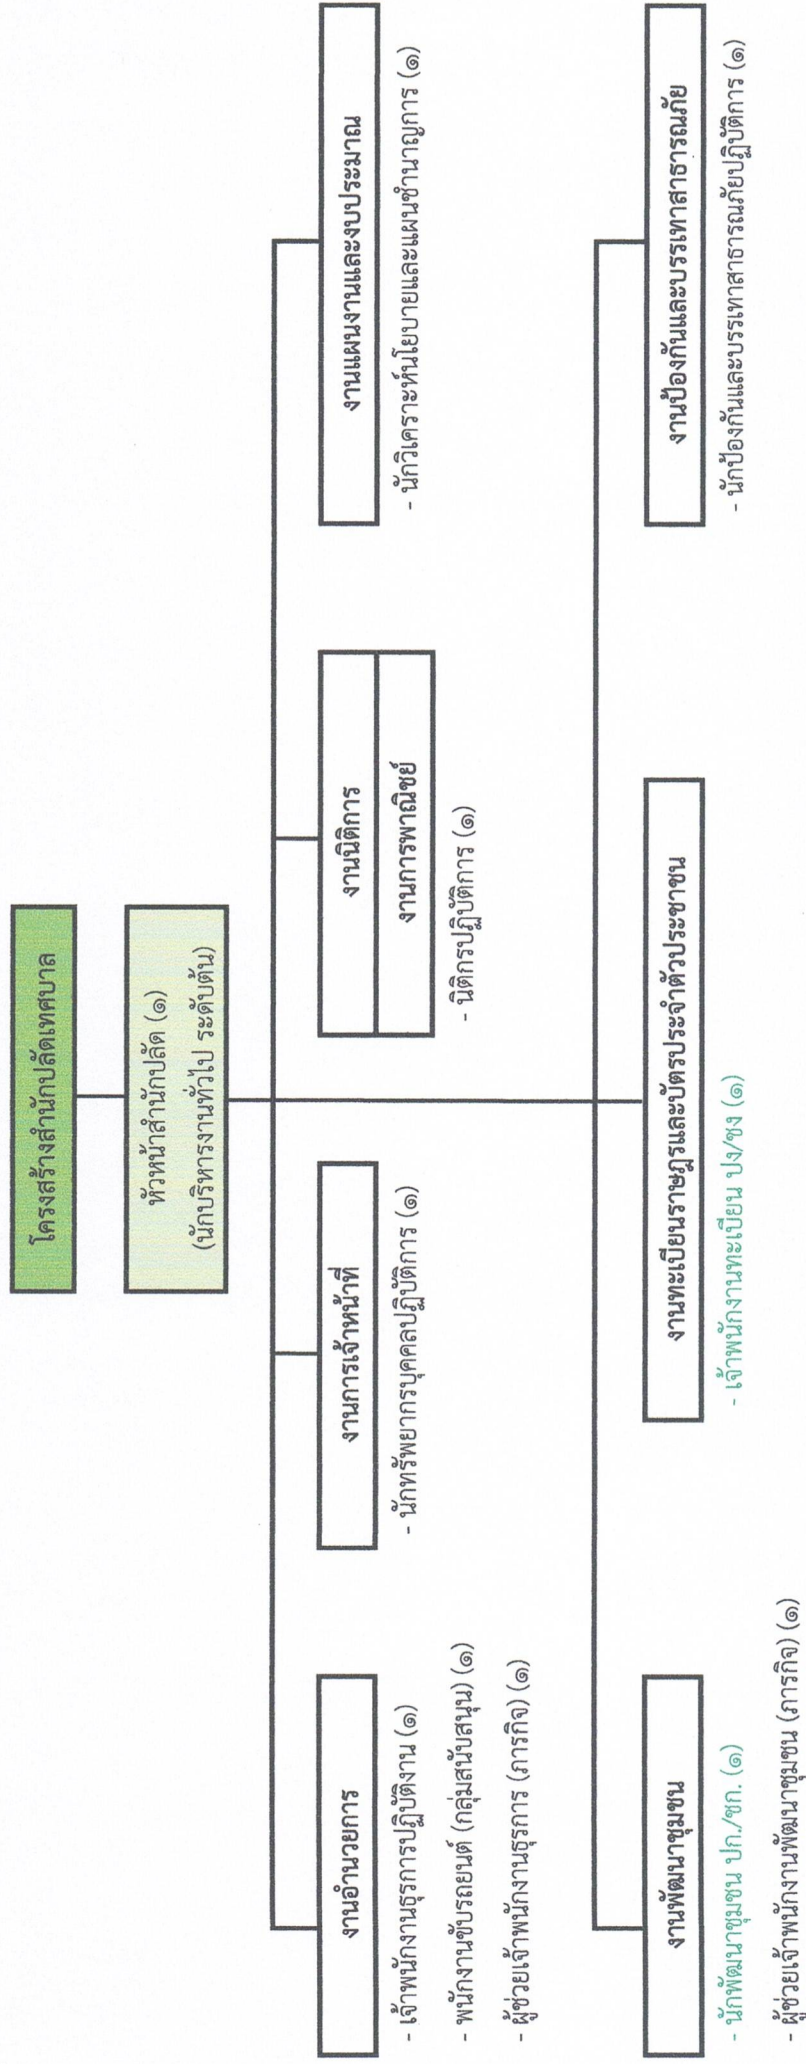 โครงสร้างสำนักปลัดเทศบาล
หัวหน้าสำนักปลัด (๑)
(นักบริหารงานทั่วไป ระดับต้น)
งานอำนวยการ
- เจ้าพนักงานธุรการปฏิบัติงาน (๑)
- พนักงานขับรถยนต์ (กลุ่มสนับสนุน) (๑)
- ผู้ช่วยเจ้าพนักงานธุรการ (ภารกิจ) (๑)
งานการเจ้าหน้าที่
- นักทรัพยากรบุคคลปฏิบัติการ (๑)
งานนิติการ
งานการพาณิชย์
- นิติกรปฏิบัติการ (๑)
งานแผนงานและงบประมาณ
- นักวิเคราะห์นโยบายและแผนชำนาญการ (๑)
งานพัฒนาชุมชน
- นักพัฒนาชุมชน ปก./ชก. (๑)
- ผู้ช่วยเจ้าพนักงานพัฒนาชุมชน (ภารกิจ) (๑)
งานทะเบียนราษฎรและบัตรประจำตัวประชาชน
- เจ้าพนักงานทะเบียน ปง/ชง (๑)
งานป้องกันและบรรเทาสาธารณภัย
- นักป้องกันและบรรเทาสาธารณภัยปฏิบัติการ (๑)